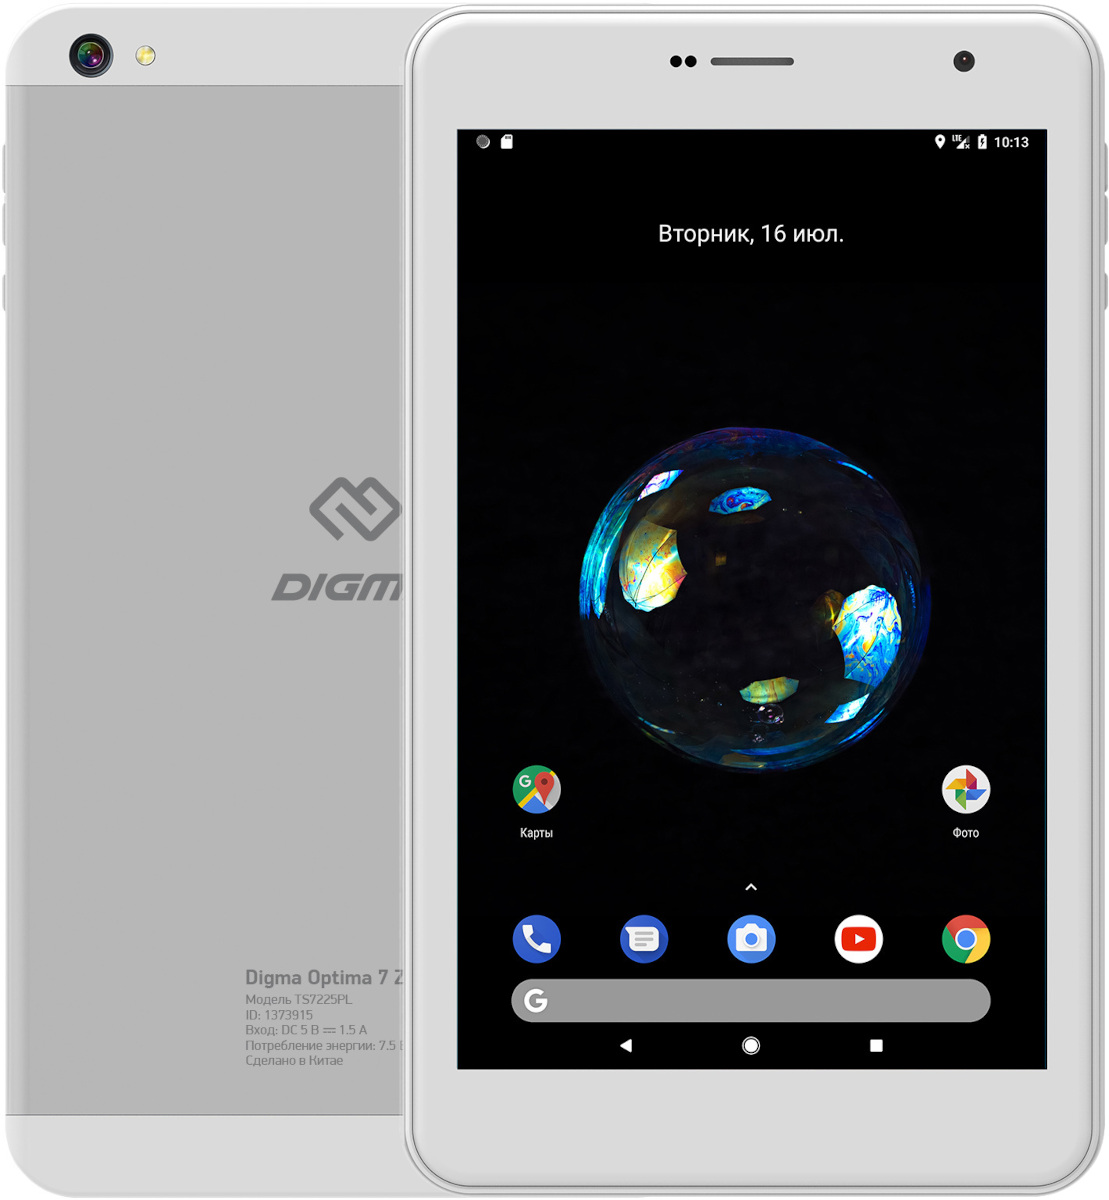 10:13
Вторник, 16 июл.
LTE
G
Карты
Фото
G
DIGM
Digma Optima 7 Z
Модель TS7225PL
ID: 1373915
Вход: DC 5 В ⎓ 1.5 А
Потребление энергии: 7.5
Сделано в Китае